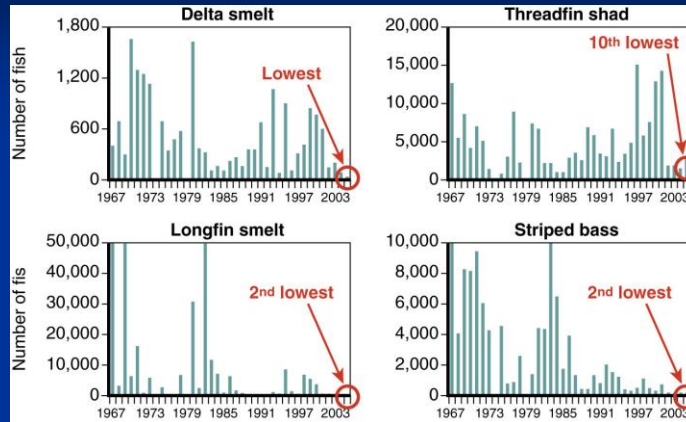 Delta smelt
Number of fish
1,800
1,200
600
0
Lowest
1967 1973 1979 1985 1991 1997 2003
Threadfin shad
20,000
15,000
10,000
5,000
0
10th lowest
1967 1973 1979 1985 1991 1997 2003
Longfin smelt
Number of fis
50,000
40,000
30,000
20,000
10,000
0
2nd lowest
1967 1973 1979 1985 1991 1997 2003
Striped bass
10,000
8,000
6,000
4,000
2,000
0
2nd lowest
1967 1973 1979 1985 1991 1997 2003